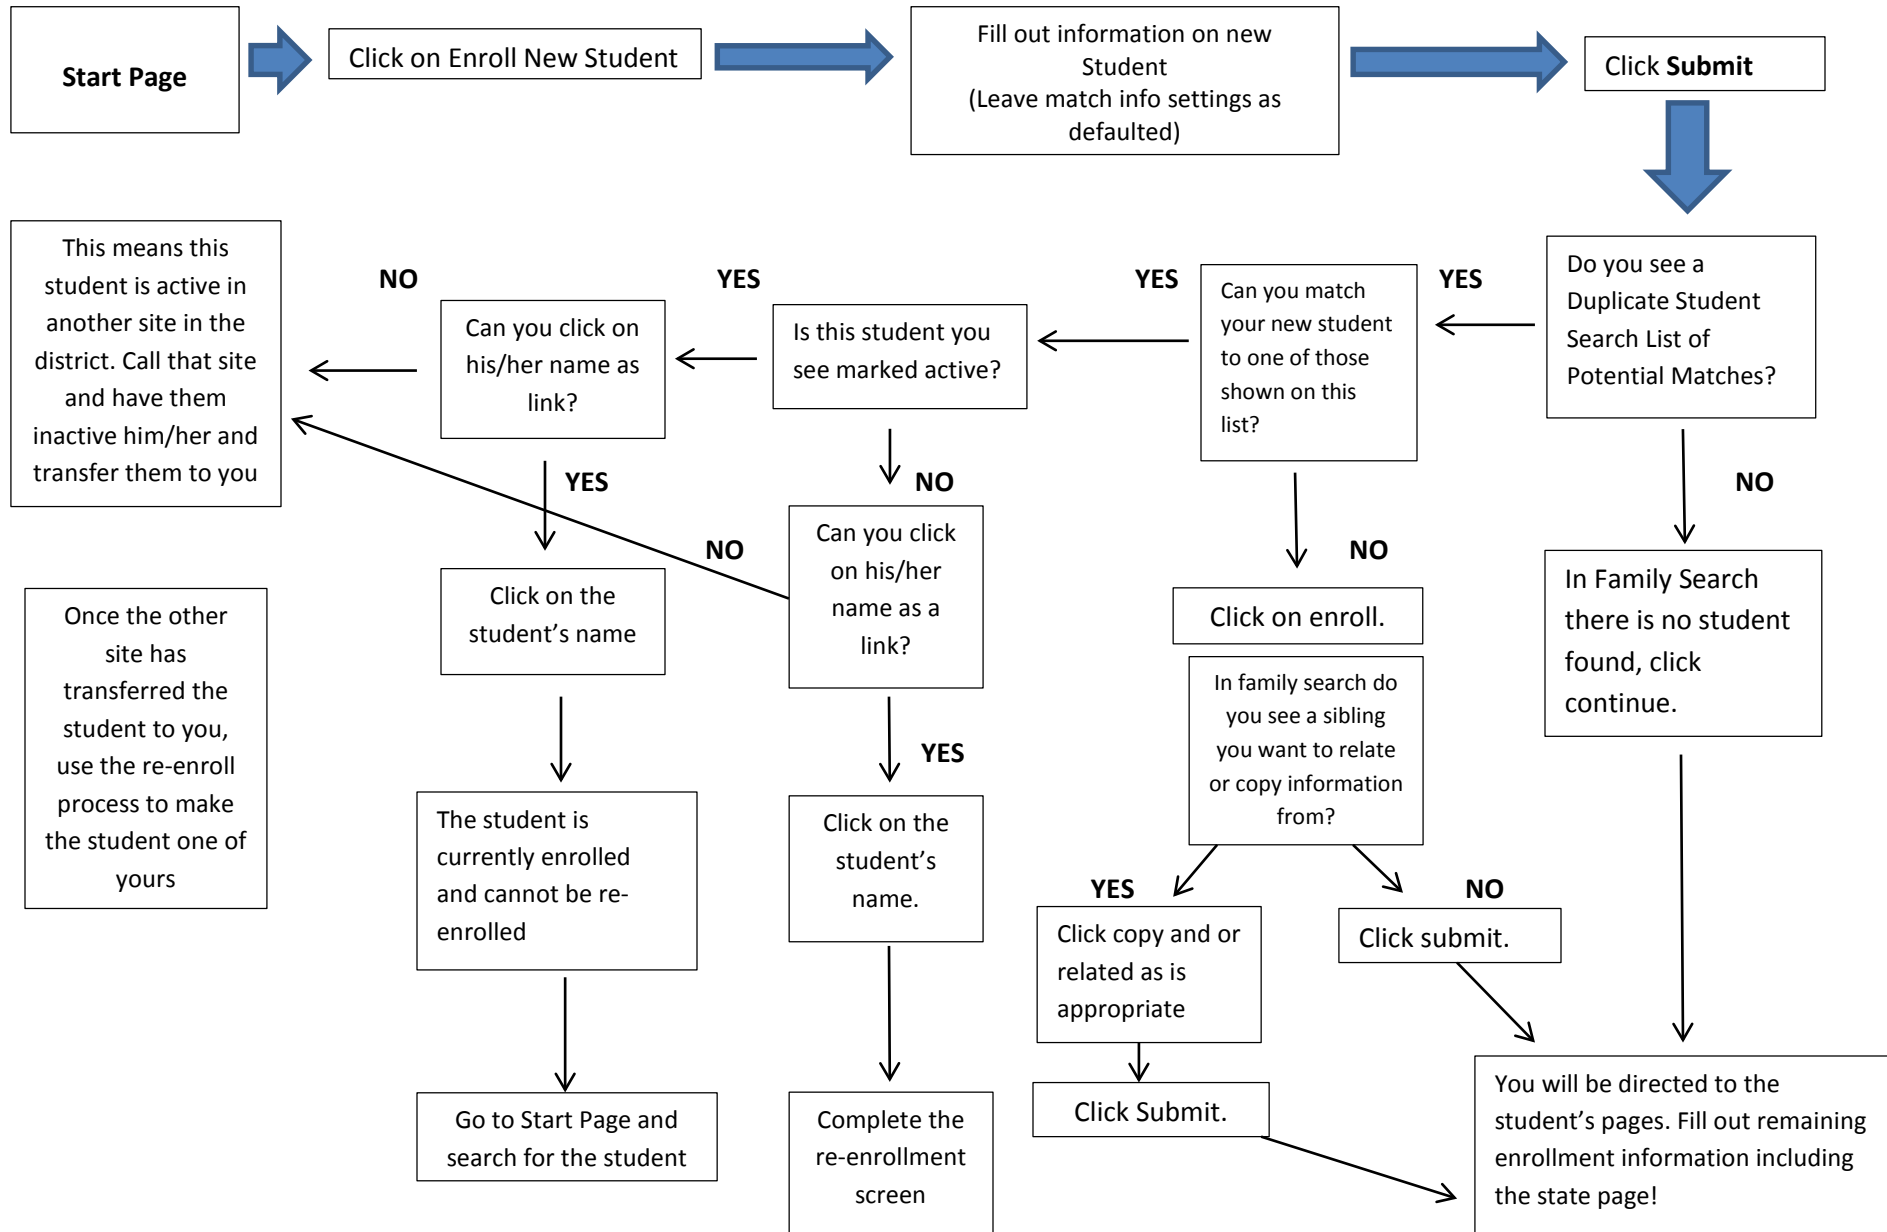 Start Page
Click on Enroll New Student
Fill out information on new
Student
(Leave match info settings as
defaulted)
Click Submit
This means this
student is active in
another site in the
district. Call that site
and have them
inactive him/her and
transfer them to you
NO
Can you click on
his/her name as
link?
YES
Is this student you
see marked active?
YES
Can you match
your new student
to one of those
shown on this
list?
YES
Do you see a
Duplicate Student
Search List of
Potential Matches?
YES
NO
NO
NO
NO
Can you click
on his/her
name as a
link?
Click on the
student's name
Click on enroll.
In Family Search
there is no student
found, click
continue.
Once the other
site has
transferred the
student to you,
use the re-enroll
process to make
the student one of
yours
In family search do
you see a sibling
you want to relate
or copy information
from?
YES
The student is
currently enrolled
and cannot be re-
enrolled
Click on the
student's
name.
YES
NO
Click copy and or
related as is
appropriate
Click submit.
Go to Start Page and
search for the student
Complete the
re-enrollment
screen
Click Submit.
You will be directed to the
student's pages. Fill out remaining
enrollment information including
the state page!